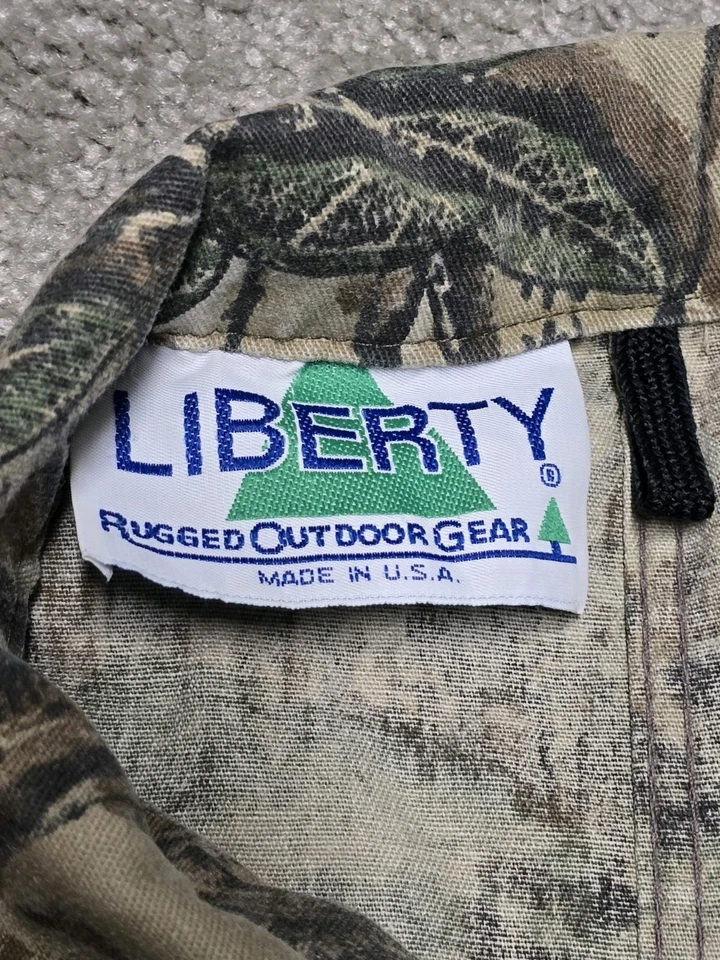 LIBERTY®
RUGGED OUTDOOR GEAR
MADE IN U.S.A.